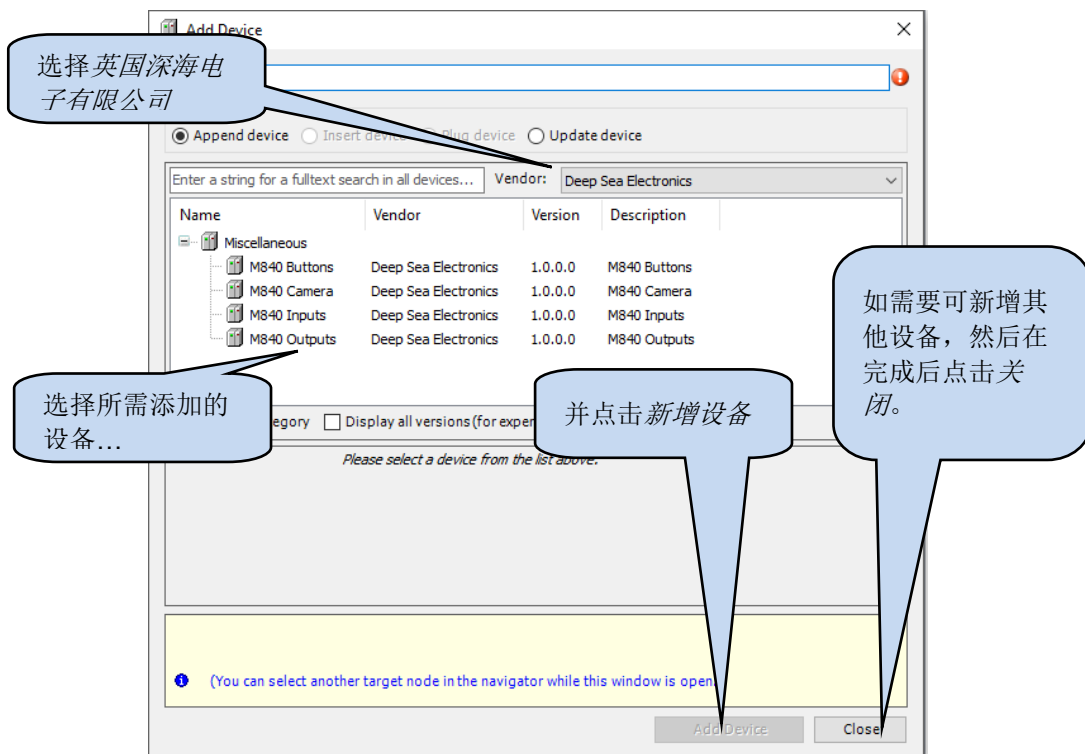 Add Device
选择英国深海电
子有限公司
Append device Insert device Plug device Update device
Enter a string for a fulltext search in all devices... Vendor: Deep Sea Electronics
Name Vendor Version Description
Miscellaneous
M840 Buttons Deep Sea Electronics 1.0.0.0 M840 Buttons
M840 Camera Deep Sea Electronics 1.0.0.0 M840 Camera
M840 Inputs Deep Sea Electronics 1.0.0.0 M840 Inputs
M840 Outputs Deep Sea Electronics 1.0.0.0 M840 Outputs
如需要可新增其
他设备，然后在
完成后点击关
闭。
选择所需添加的
设备...
并点击新增设备
Display all versions (for
Please select a device from the list above.
(You can select another target node in the navigator while this window is open.
Add Device Close